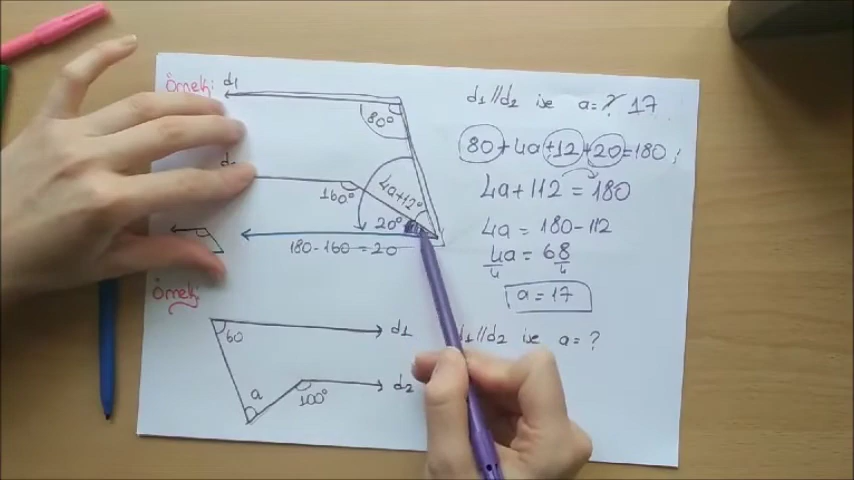 Örnek:
d1
80°
160°
4a+12°
20°
180-160=20
d1//d2 ise a=? 17
80+4a+12+20=180
4a+112=180
4a=180-112
4a=68
4 4
a=17
Örnek:
60
d1
a
100°
d2
d1//d2 ise a=?